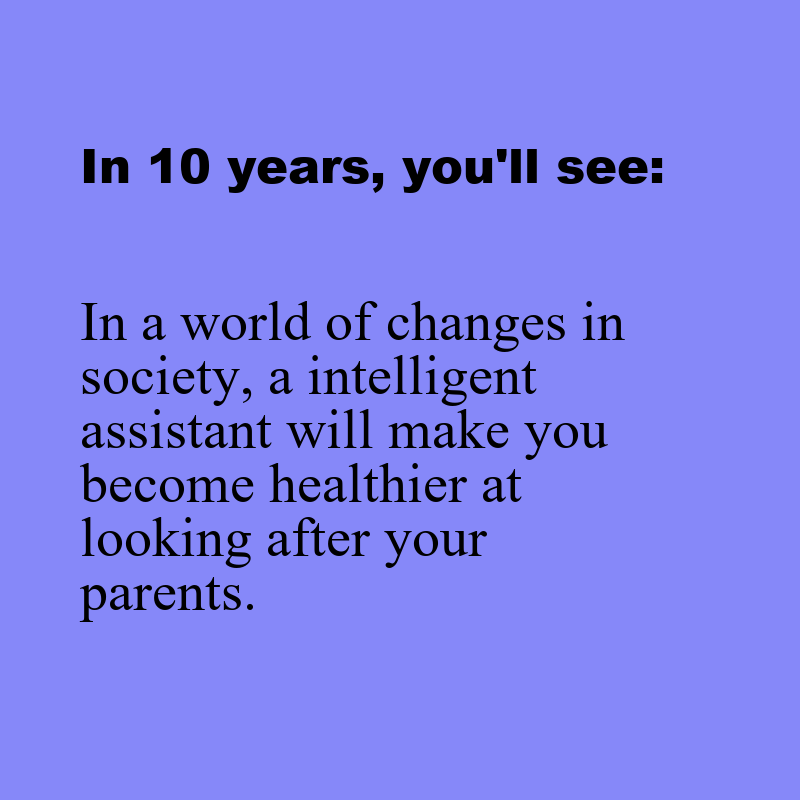 In 10 years, you'll see:
In a world of changes in
society, a intelligent
assistant will make you
become healthier at
looking after your
parents.